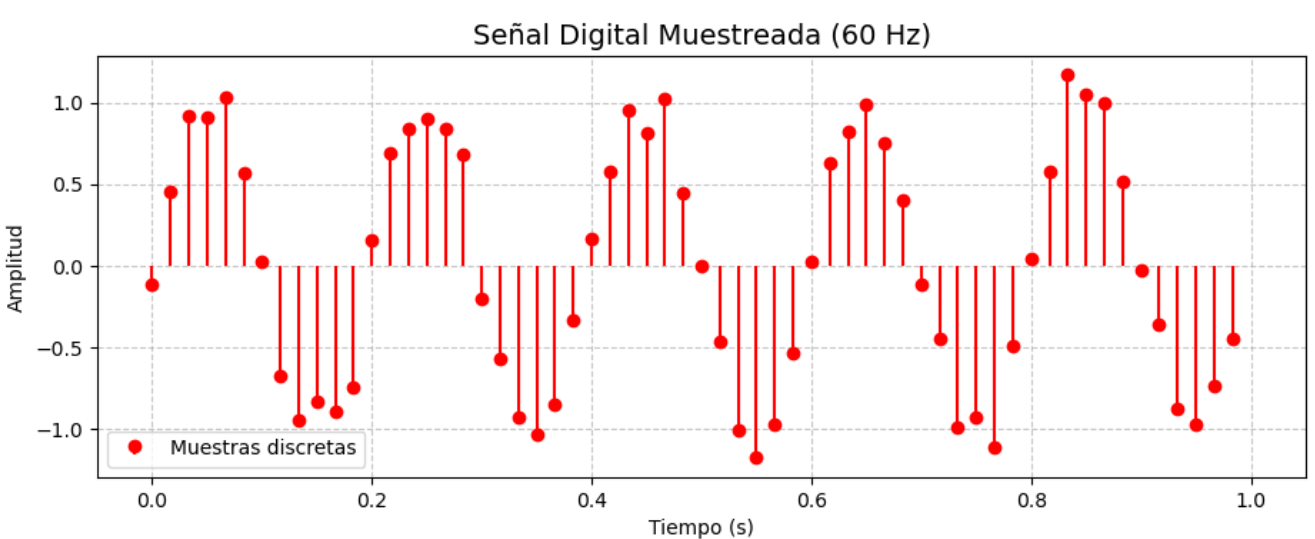 Señal Digital Muestreada (60 Hz)
1.0
0.5
0.0
−0.5
−1.0
Amplitud
Muestras discretas
0.0 0.2 0.4 0.6 0.8 1.0
Tiempo (s)